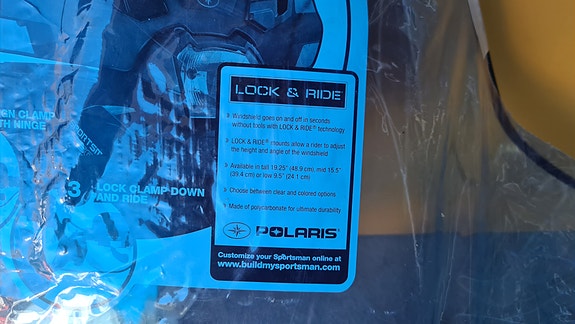 EN CLAMP
TH HINGE
SPORTSM
3 LOCK CLAMP DOWN
AND RIDE
LOCK & RIDE®
Windshield goes on and off in seconds
without tools with LOCK & RIDE® technology
LOCK & RIDE® mounts allow a rider to adjust
the height and angle of the windshield
Available in tall 19.25" (48.9 cm), mid 15.5"
(39.4 cm) or low 9.5" (24.1 cm)
Choose between clear and colored options
Made of polycarbonate for ultimate durability
POLARIS®
Customize your Sportsman online at
www.buildmysportsman.com